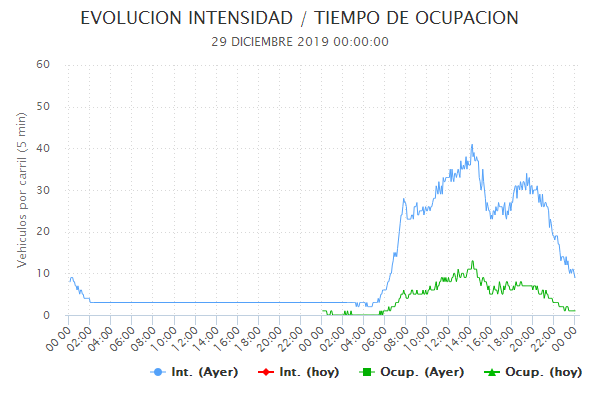 EVOLUCION INTENSIDAD / TIEMPO DE OCUPACION
29 DICIEMBRE 2019 00:00:00
Vehiculos por carril (5 min)
60
50
40
30
20
10
0
00:00 02:00 04:00 06:00 08:00 10:00 12:00 14:00 16:00 18:00 20:00 22:00 00:00 02:00 04:00 06:00 08:00 10:00 12:00 14:00 16:00 18:00 20:00 22:00 00:00
Int. (Ayer) Int. (hoy) Ocup. (Ayer) Ocup. (hoy)